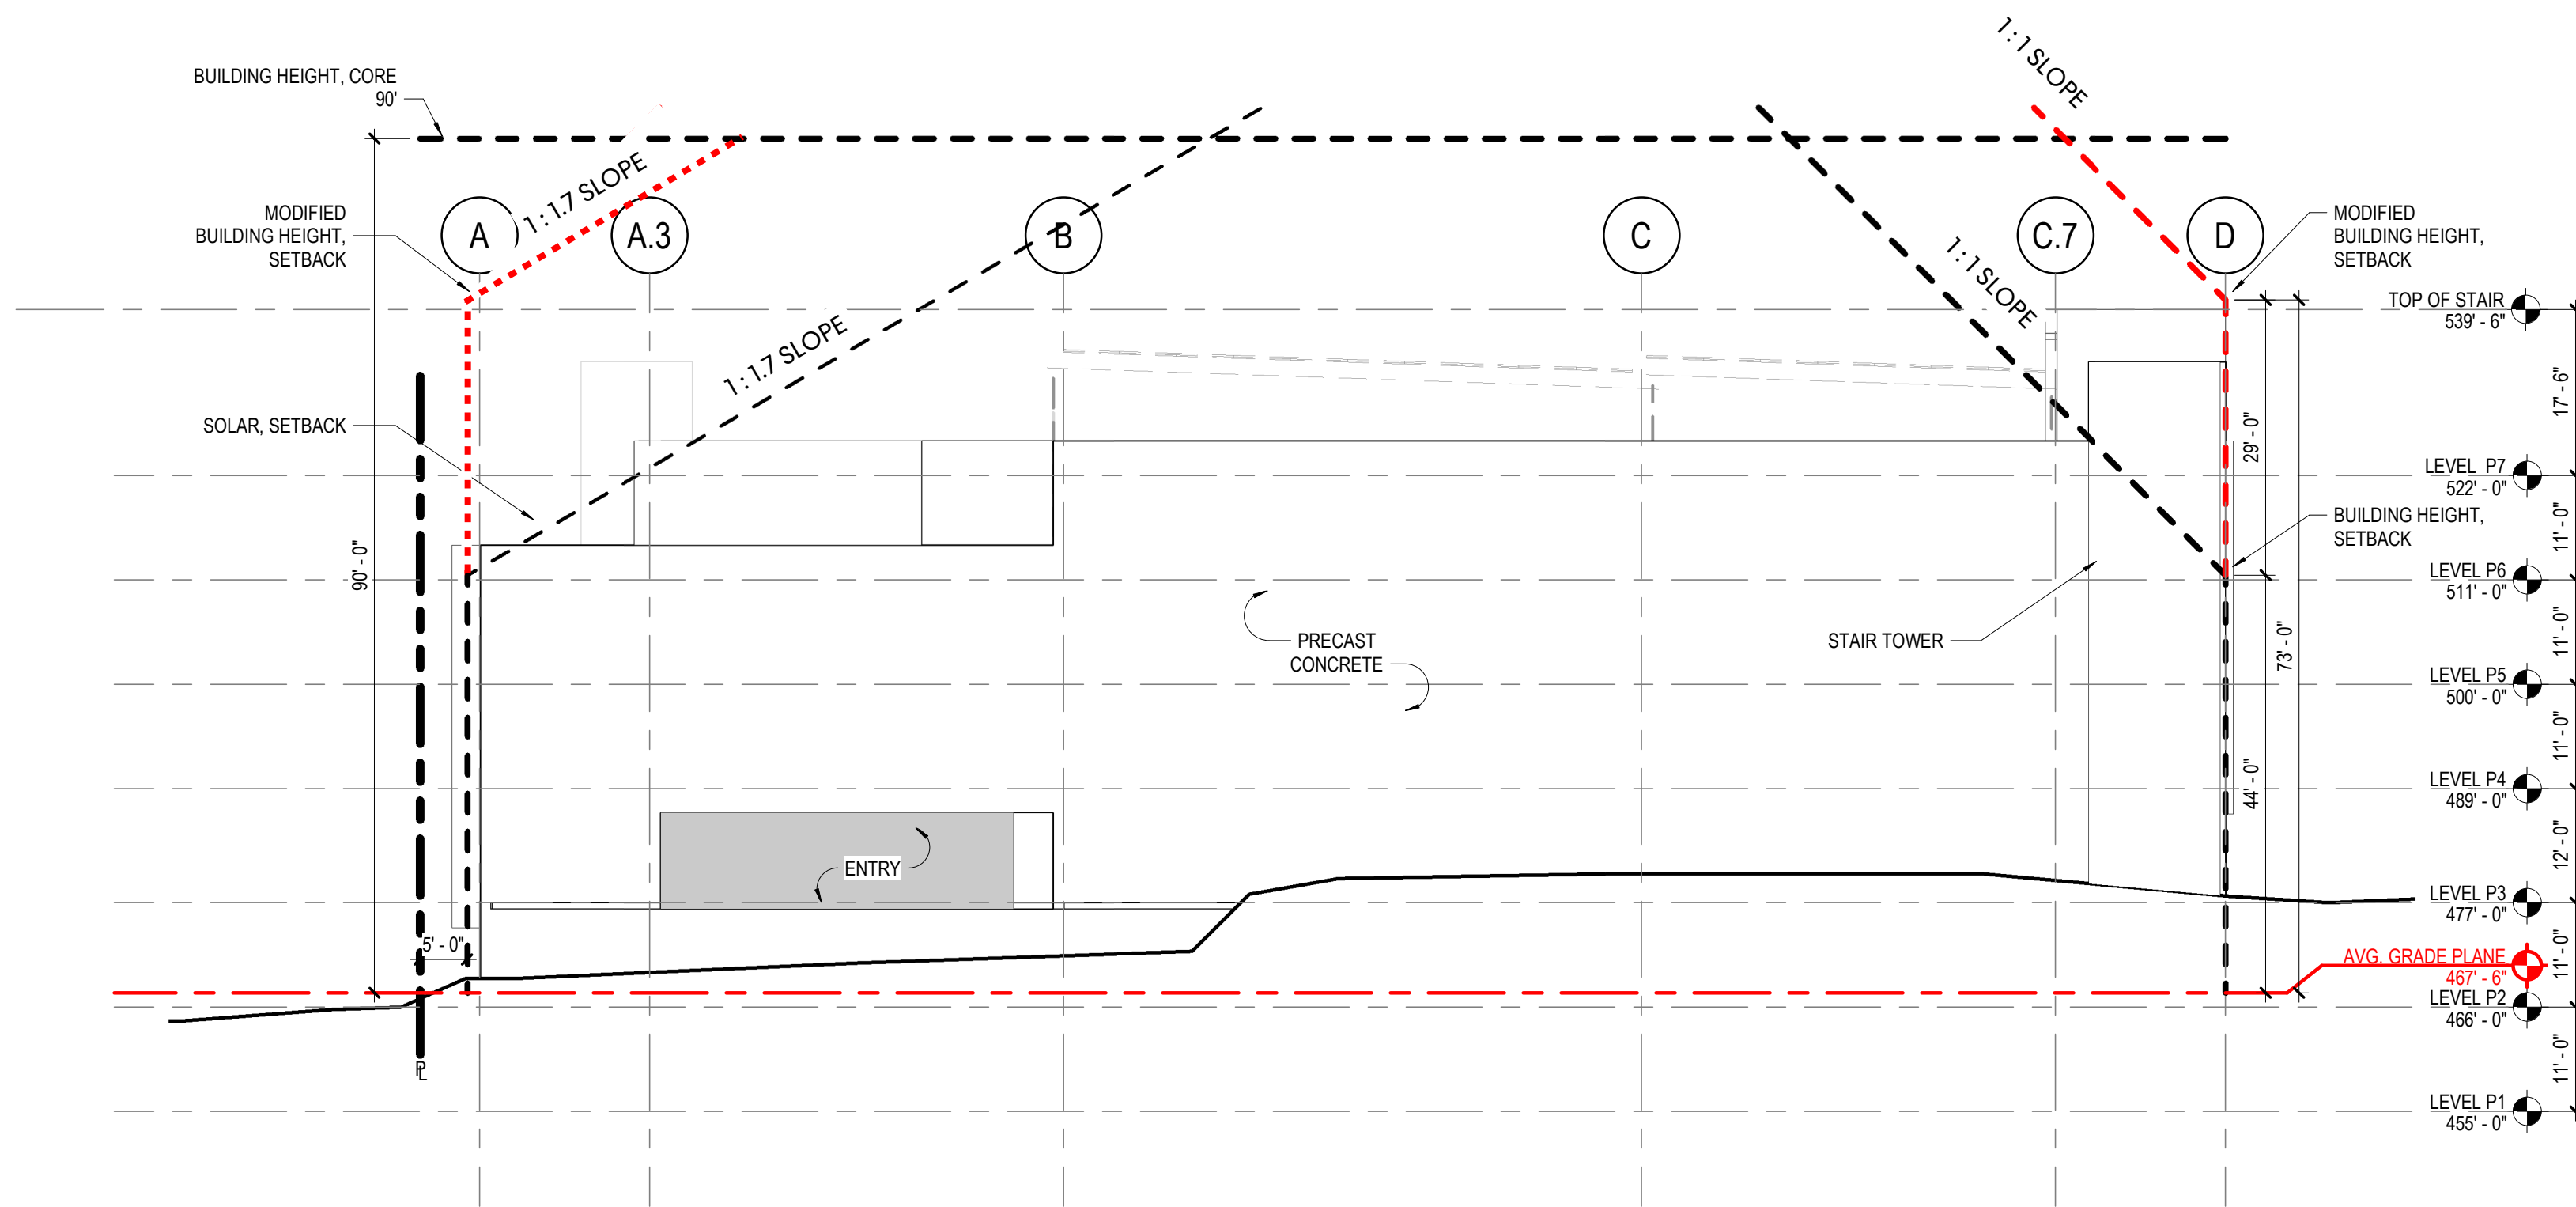 1 : 1 SLOPE
BUILDING HEIGHT, CORE
90'
1 : 1.7 SLOPE
MODIFIED
BUILDING HEIGHT,
SETBACK
A
A.3
B
C
C.7
D
MODIFIED
BUILDING HEIGHT,
SETBACK
1:1 SLOPE
TOP OF STAIR
539' - 6"
1 : 1.7 SLOPE
17' - 6"
SOLAR, SETBACK
29' - 0"
LEVEL P7
522' - 0"
11' - 0"
BUILDING HEIGHT,
SETBACK
90' - 0"
LEVEL P6
511' - 0"
11' - 0"
PRECAST
CONCRETE
STAIR TOWER
73' - 0"
LEVEL P5
500' - 0"
11' - 0"
44' - 0"
LEVEL P4
489' - 0"
12' - 0"
ENTRY
LEVEL P3
477' - 0"
5' - 0"
11' - 0"
AVG. GRADE PLANE
467' - 6"
LEVEL P2
466' - 0"
PL
11' - 0"
LEVEL P1
455' - 0"